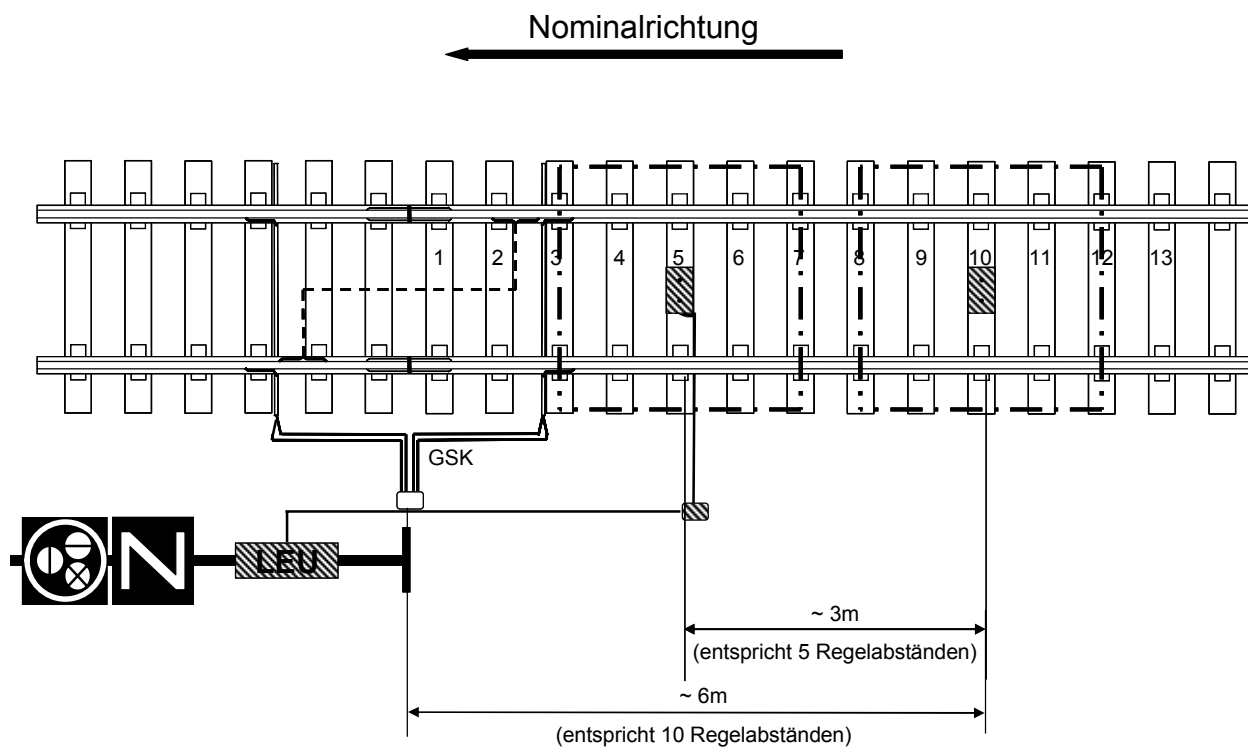 Nominalrichtung
1 2 3 4 5 6 7 8 9 10 11 12 13
GSK
N LEU
~ 3m
(entspricht 5 Regelabständen)
~ 6m
(entspricht 10 Regelabständen)